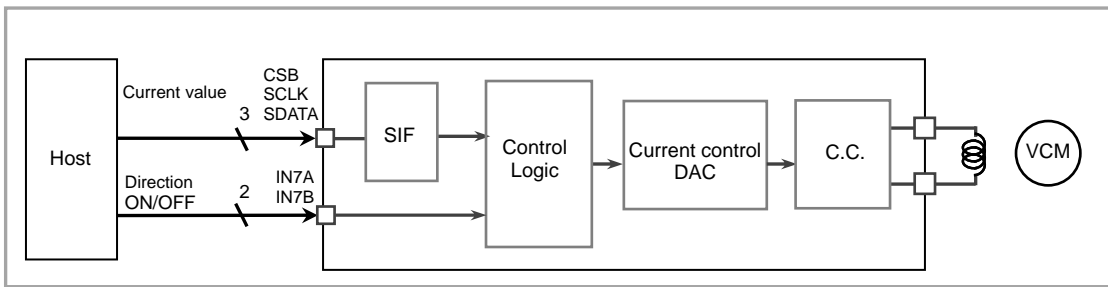 Host
Current value
3
CSB
SCLK
SDATA
Direction
ON/OFF
2
IN7A
IN7B
SIF
Control
Logic
Current control
DAC
C.C.
VCM